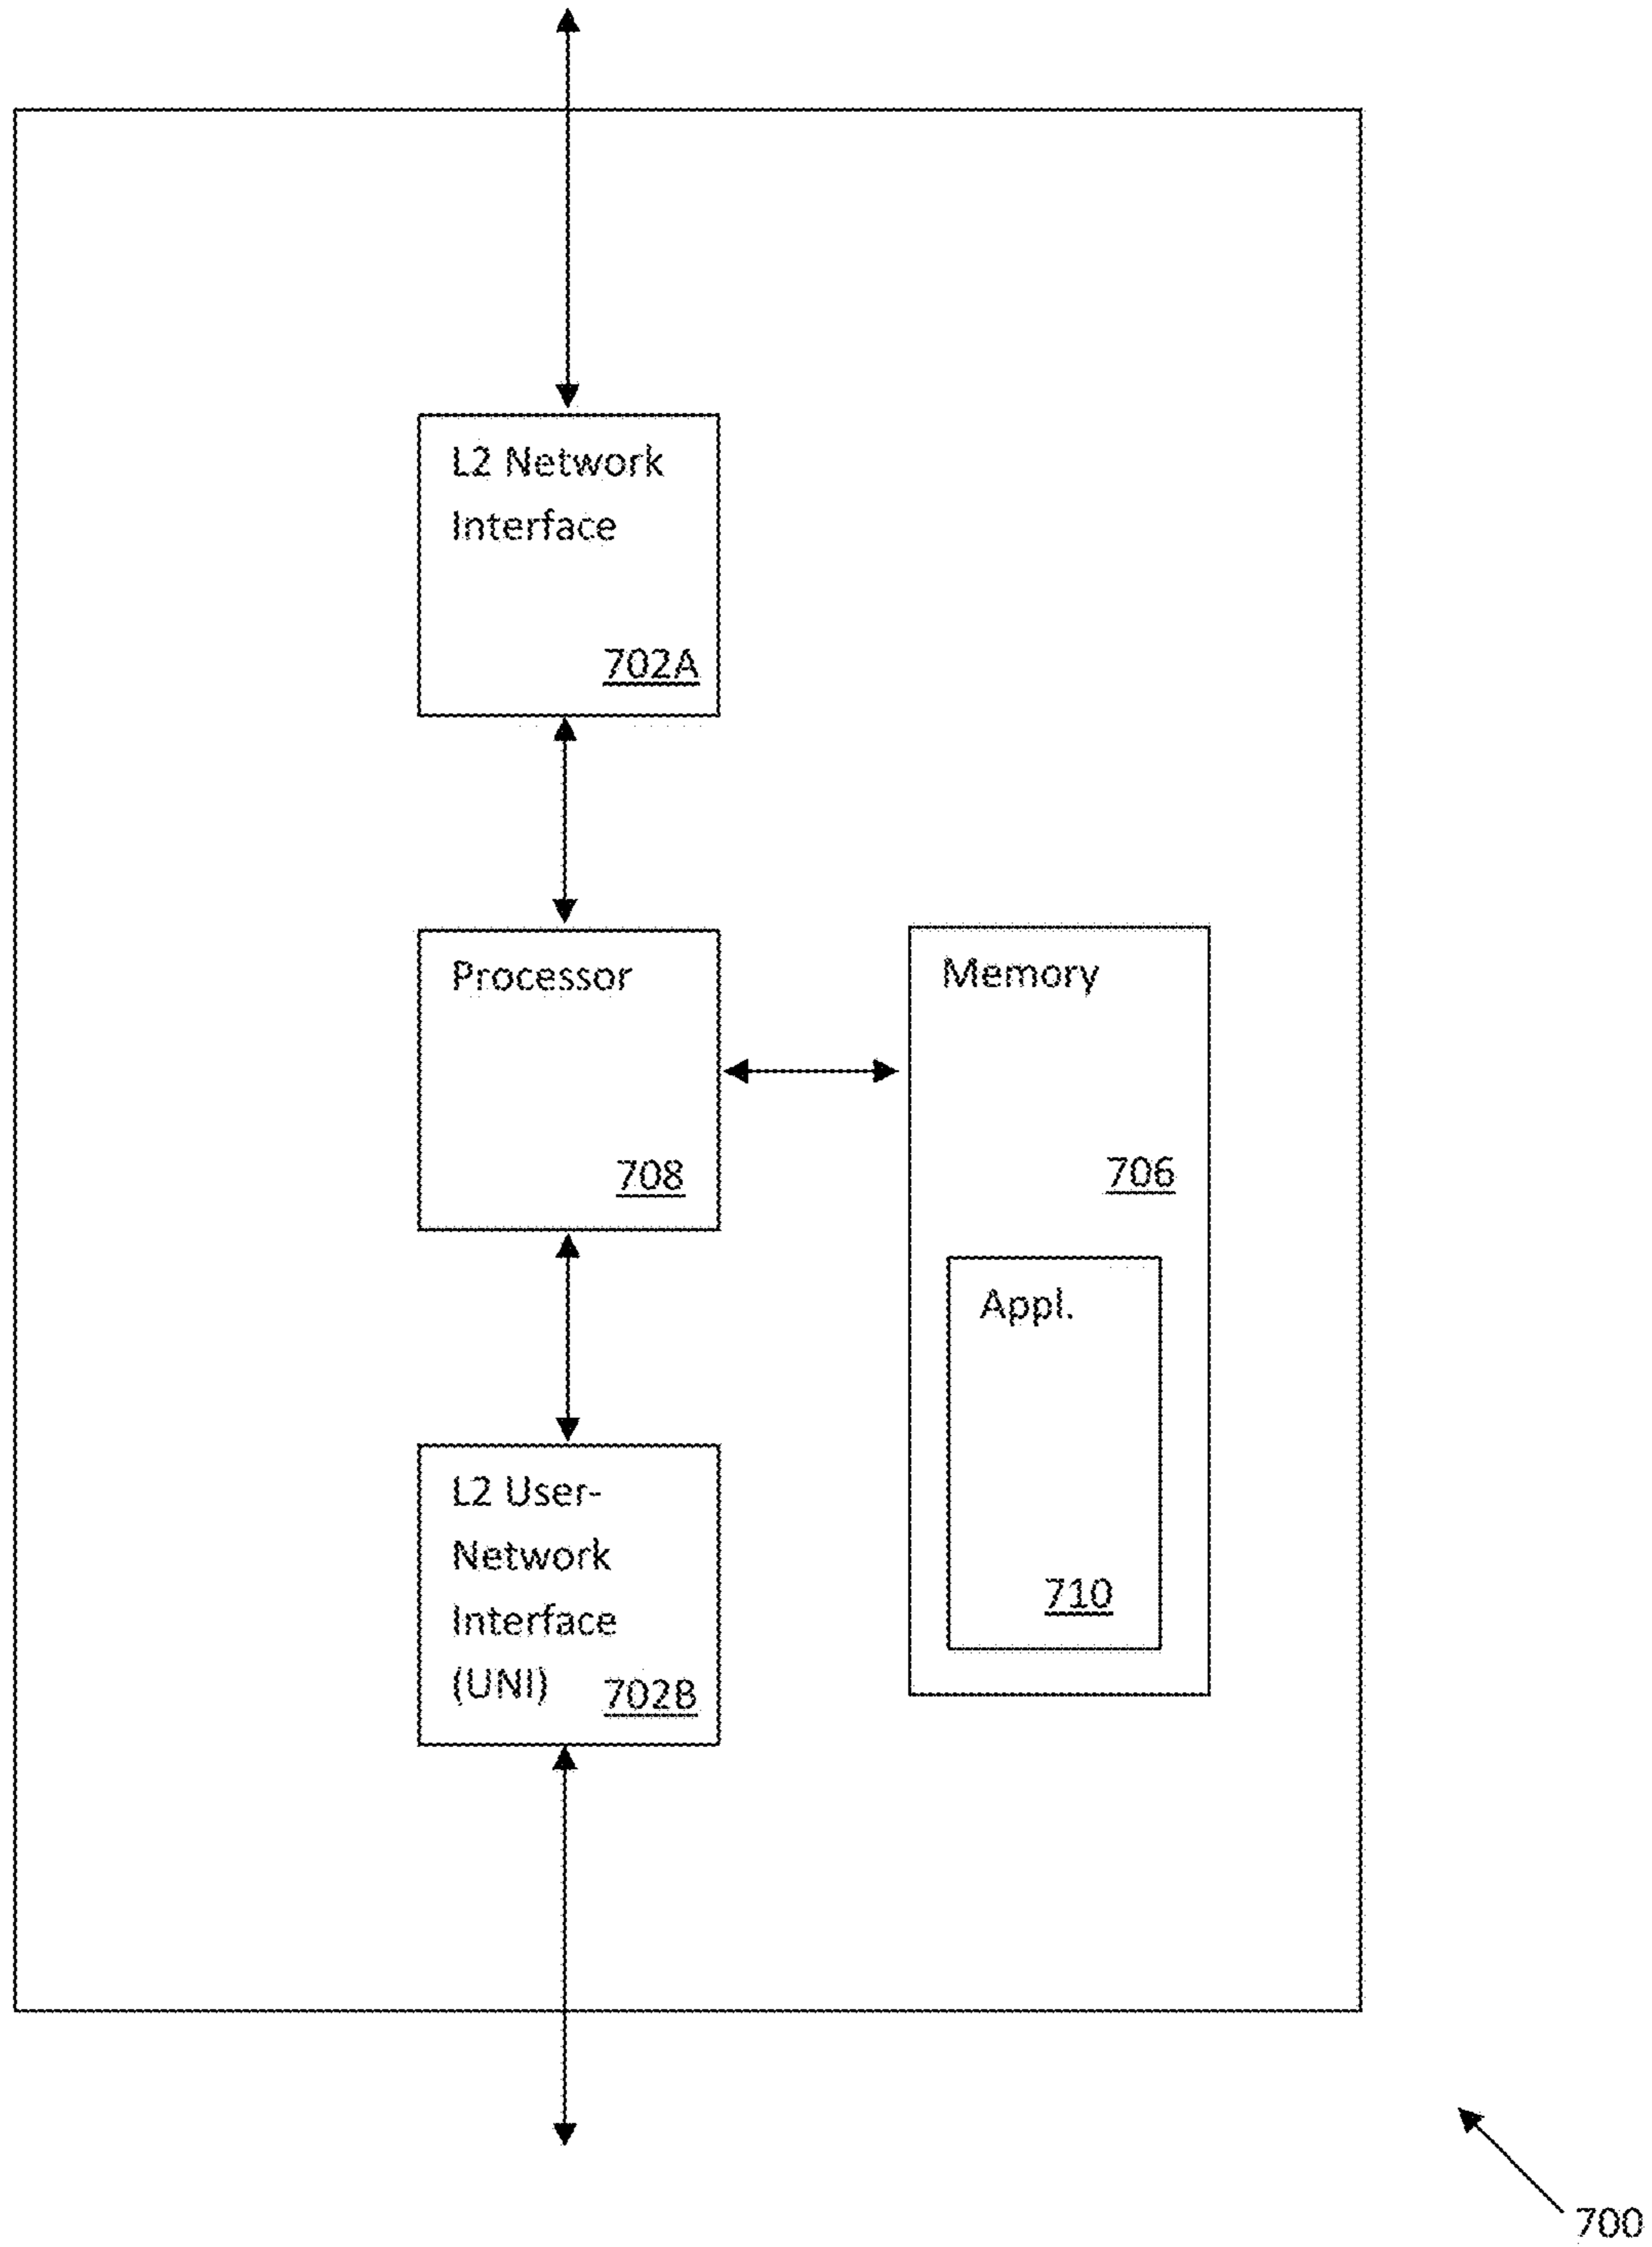 L2 Network
Interface
702A
Processor
708
Memory
706
Appl.
710
L2 User-
Network
Interface
(UNI)
702B
700